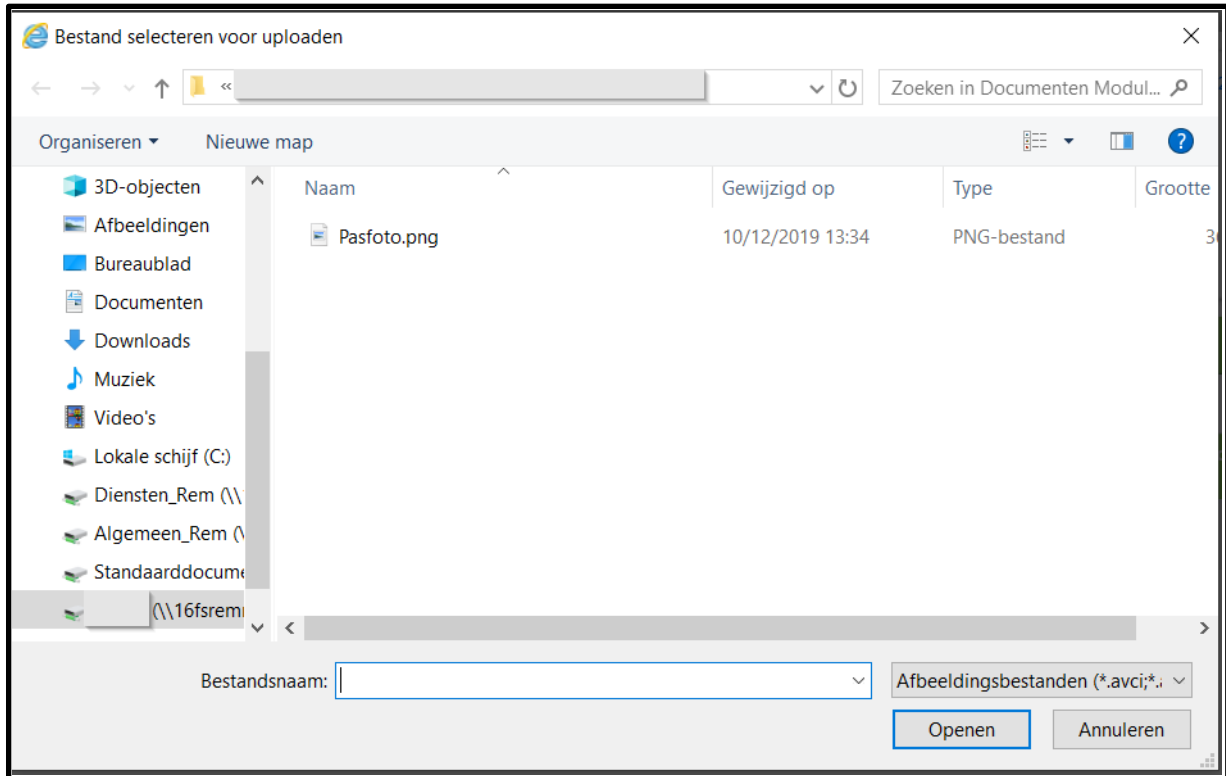 Bestand selecteren voor uploaden
«
Zoeken in Documenten Modul...
Organiseren Nieuwe map
Naam Gewijzigd op Type Grootte
Pasfoto.png 10/12/2019 13:34 PNG-bestand
3D-objecten
Afbeeldingen
Bureaublad
Documenten
Downloads
Muziek
Video's
Lokale schijf (C:)
Diensten_Rem (\\
Algemeen_Rem (\
Standaarddocume
(\\16fsrem
Bestandsnaam:
Afbeeldingsbestanden (*.avci;*.
Openen Annuleren